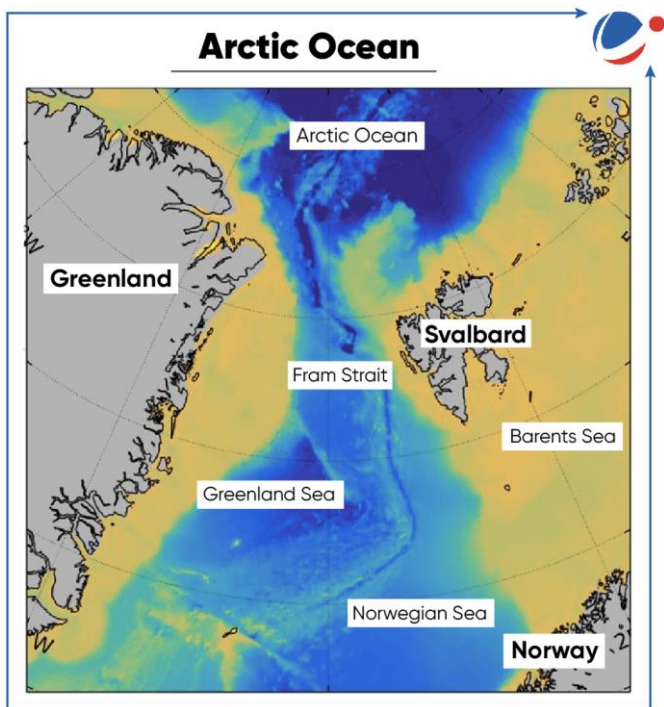 Arctic Ocean
Arctic Ocean
Greenland
Svalbard
Fram Strait
Barents Sea
Greenland Sea
Norwegian Sea
Norway